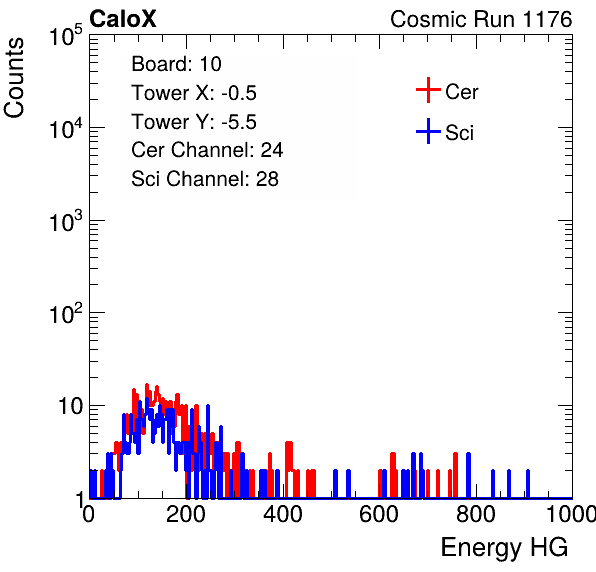 CaloX Cosmic Run 1176
Counts
10^5
10^4
10^3
10^2
10
1
Board: 10
Tower X: -0.5
Tower Y: -5.5
Cer Channel: 24
Sci Channel: 28
Cer
Sci
0 200 400 600 800 1000
Energy HG